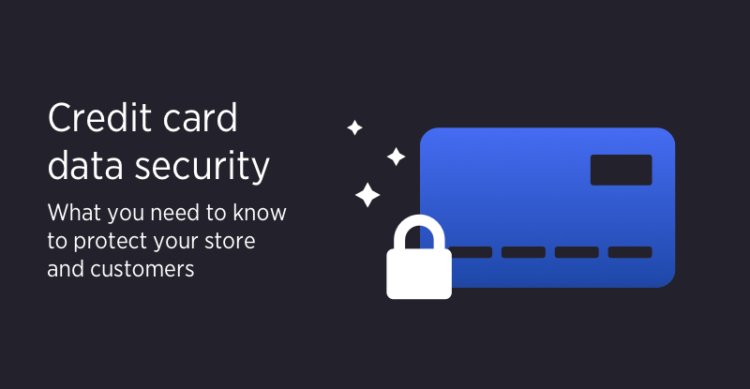 Credit card
data security
What you need to know
to protect your store
and customers